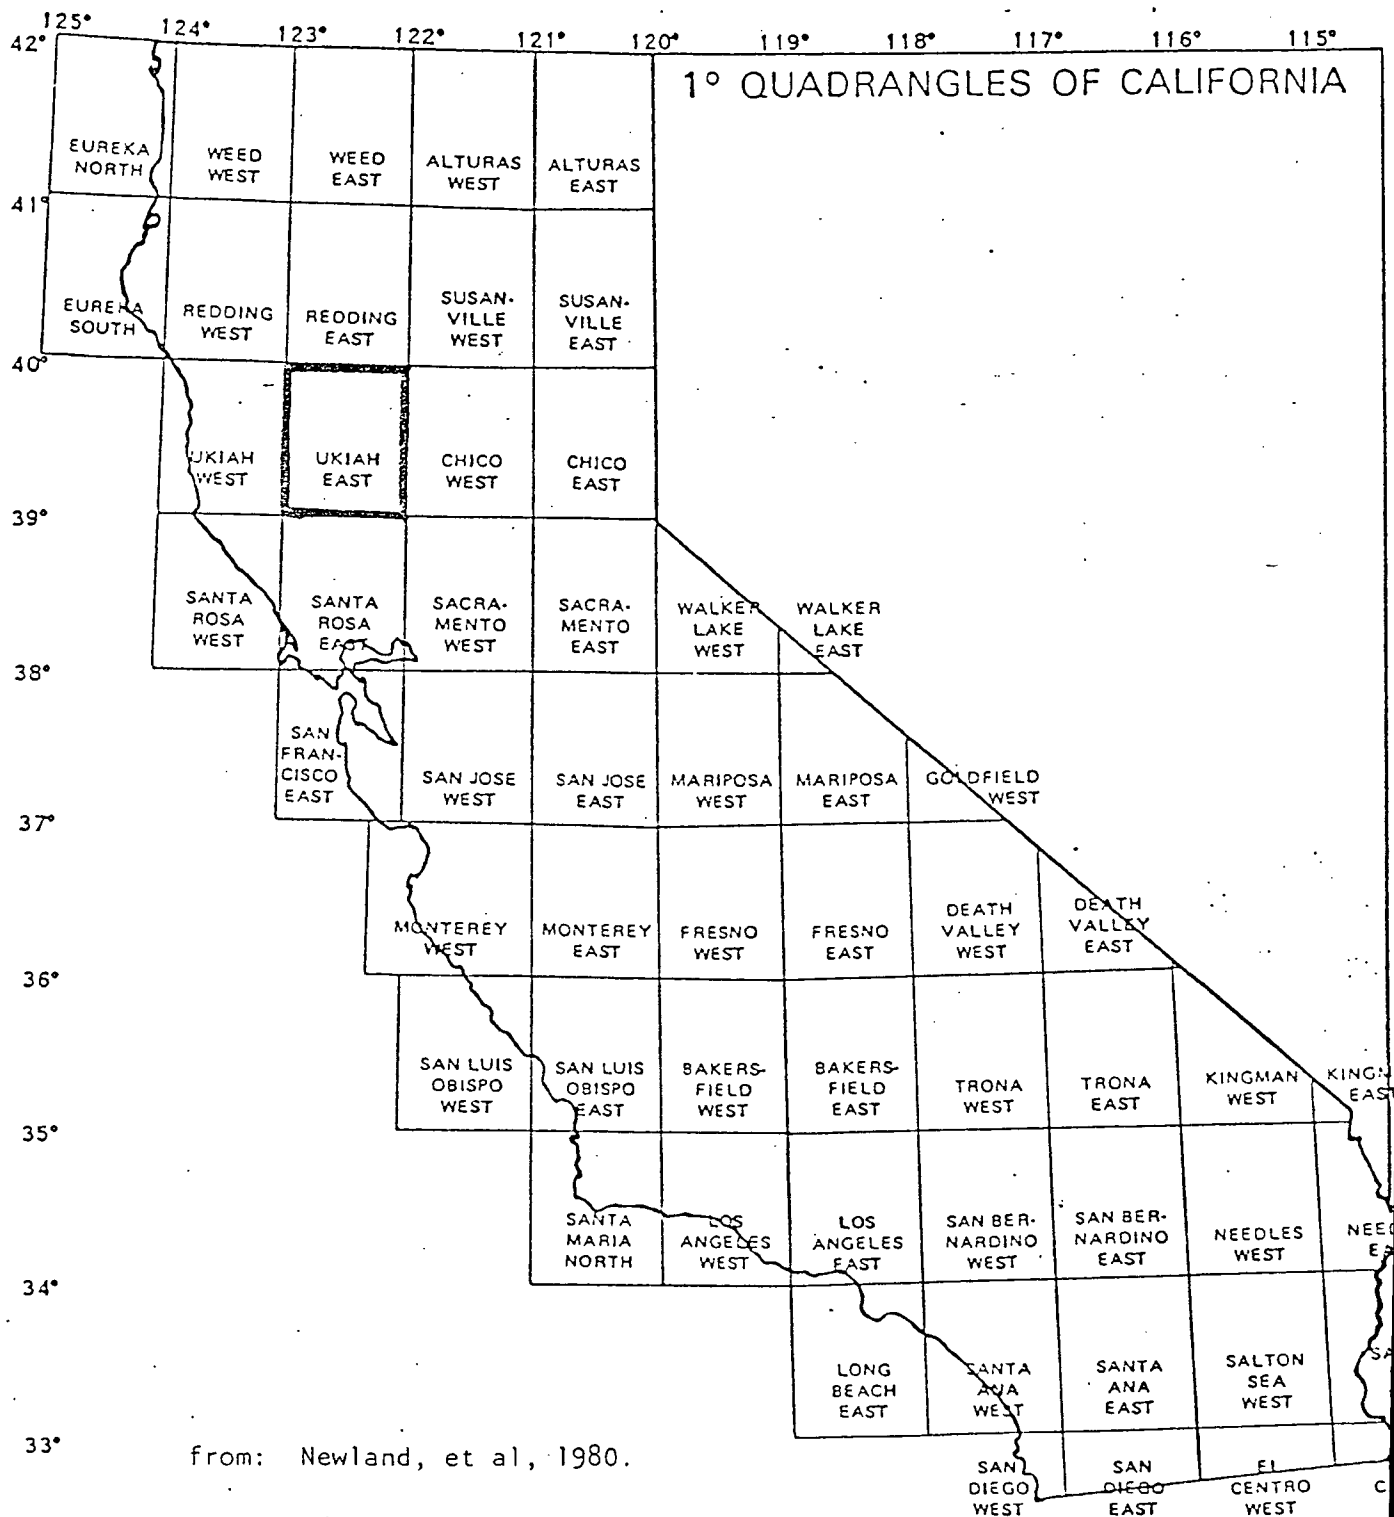 125° 124° 123° 122° 121° 120° 119° 118° 117° 116° 115°
42°
1° QUADRANGLES OF CALIFORNIA
EUREKA
NORTH
WEED
WEST
WEED
EAST
ALTURAS
WEST
ALTURAS
EAST
41°
EUREKA
SOUTH
REDDING
WEST
REDDING
EAST
SUSAN-
VILLE
WEST
SUSAN-
VILLE
EAST
40°
UKIAH
WEST
UKIAH
EAST
CHICO
WEST
CHICO
EAST
39°
SANTA
ROSA
WEST
SANTA
ROSA
EAST
SACRA-
MENTO
WEST
SACRA-
MENTO
EAST
WALKER
LAKE
WEST
WALKER
LAKE
EAST
38°
SAN
FRAN-
CISCO
EAST
SAN JOSE
WEST
SAN JOSE
EAST
MARIPOSA
WEST
MARIPOSA
EAST
GOLDFIELD
WEST
37°
MONTEREY
WEST
MONTEREY
EAST
FRESNO
WEST
FRESNO
EAST
DEATH
VALLEY
WEST
DEATH
VALLEY
EAST
36°
SAN LUIS
OBISPO
WEST
SAN LUIS
OBISPO
EAST
BAKERS-
FIELD
WEST
BAKERS-
FIELD
EAST
TRONA
WEST
TRONA
EAST
KINGMAN
WEST
KINGM
EAST
35°
SANTA
MARIA
NORTH
LOS
ANGELES
WEST
LOS
ANGELES
EAST
SAN BER-
NARDINO
WEST
SAN BER-
NARDINO
EAST
NEEDLES
WEST
NEED
EA
34°
LONG
BEACH
EAST
SANTA
ANA
WEST
SANTA
ANA
EAST
SALTON
SEA
WEST
SA
33°
from: Newland, et al, 1980.
SAN
DIEGO
WEST
SAN
DIEGO
EAST
EL
CENTRO
WEST
C